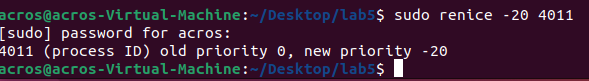 acros@acros-Virtual-Machine:~/Desktop/lab5$ sudo renice -20 4011
[sudo] password for acros:
4011 (process ID) old priority 0, new priority -20
acros@acros-Virtual-Machine:~/Desktop/lab5$